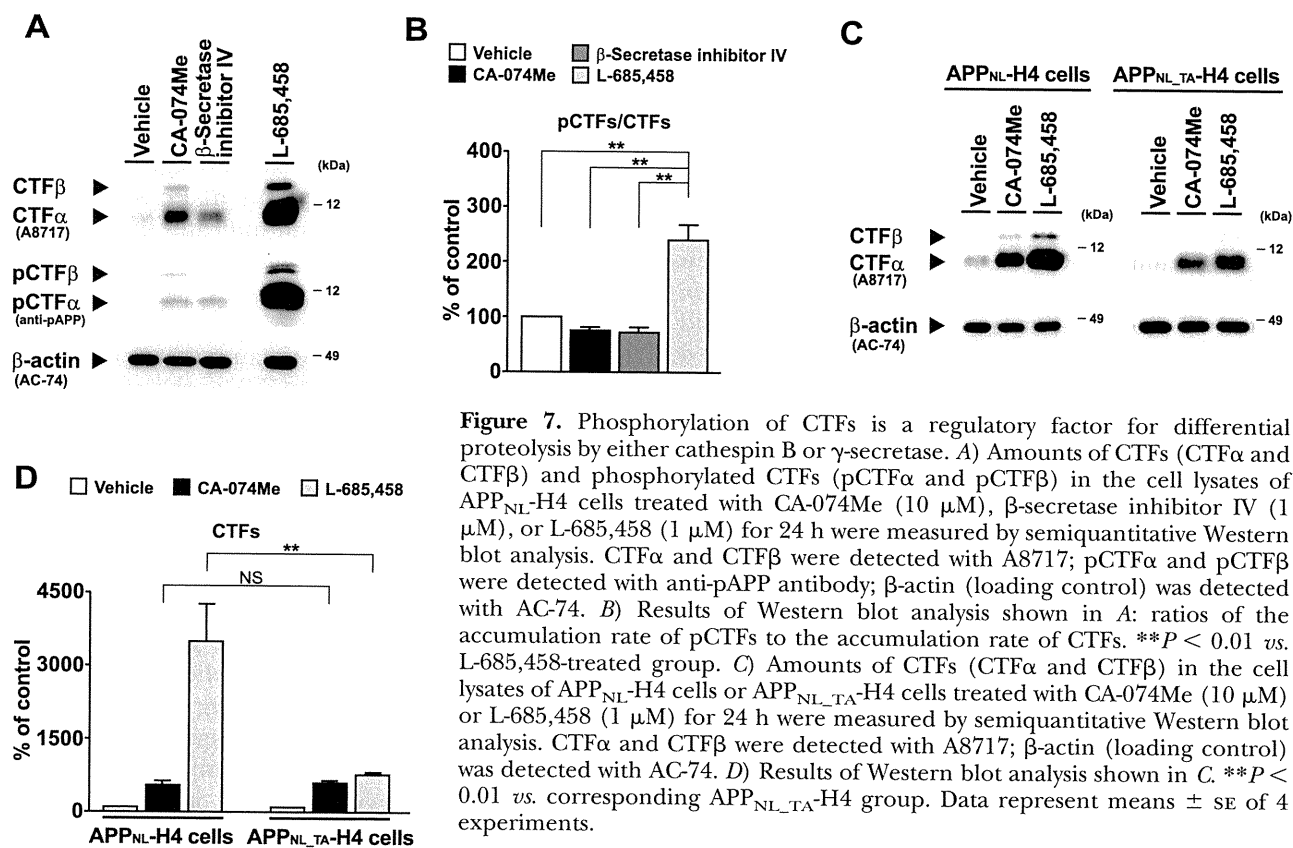 A
Vehicle
CA-074Me
β-Secretase
inhibitor IV
L-685,458
(kDa)
CTFβ
CTFα
(A8717)
– 12
pCTFβ
pCTFα
(anti-pAPP)
– 12
β-actin
(AC-74)
– 49
B
Vehicle
β-Secretase inhibitor IV
CA-074Me
L-685,458
pCTFs/CTFs
**
**
**
% of control
400
300
200
100
0
C
APPNL-H4 cells
APPNL_TA-H4 cells
Vehicle
CA-074Me
L-685,458
(kDa)
Vehicle
CA-074Me
L-685,458
(kDa)
CTFβ
CTFα
(A8717)
– 12
– 12
β-actin
(AC-74)
– 49
– 49
D
Vehicle
CA-074Me
L-685,458
CTFs
**
NS
% of control
4500
3000
1500
0
APPNL-H4 cells
APPNL_TA-H4 cells
Figure 7. Phosphorylation of CTFs is a regulatory factor for differential
proteolysis by either cathespin B or γ-secretase. A) Amounts of CTFs (CTFα and
CTFβ) and phosphorylated CTFs (pCTFα and pCTFβ) in the cell lysates of
APPNL-H4 cells treated with CA-074Me (10 μM), β-secretase inhibitor IV (1
μM), or L-685,458 (1 μM) for 24 h were measured by semiquantitative Western
blot analysis. CTFα and CTFβ were detected with A8717; pCTFα and pCTFβ
were detected with anti-pAPP antibody; β-actin (loading control) was detected
with AC-74. B) Results of Western blot analysis shown in A: ratios of the
accumulation rate of pCTFs to the accumulation rate of CTFs. **P < 0.01 vs.
L-685,458-treated group. C) Amounts of CTFs (CTFα and CTFβ) in the cell
lysates of APPNL-H4 cells or APPNL_TA-H4 cells treated with CA-074Me (10 μM)
or L-685,458 (1 μM) for 24 h were measured by semiquantitative Western blot
analysis. CTFα and CTFβ were detected with A8717; β-actin (loading control)
was detected with AC-74. D) Results of Western blot analysis shown in C. **P <
0.01 vs. corresponding APPNL_TA-H4 group. Data represent means ± SE of 4
experiments.